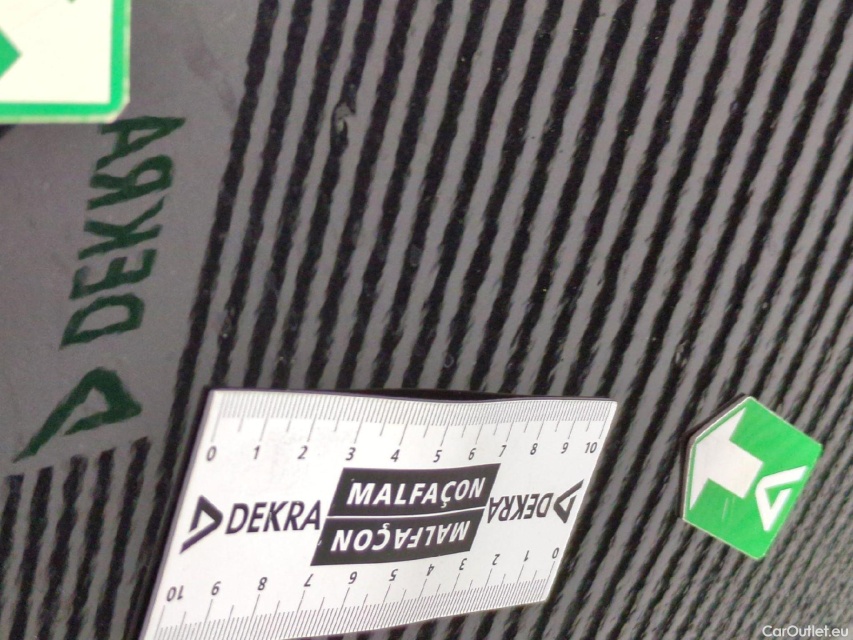 DEKRA
0 1 2 3 4 5 6 7 8 9 10
DEKRA MALFAÇON DEKRA
MALFAÇON
10 9 8 7 6 5 4 3 2 1 0
CarOutlet.eu